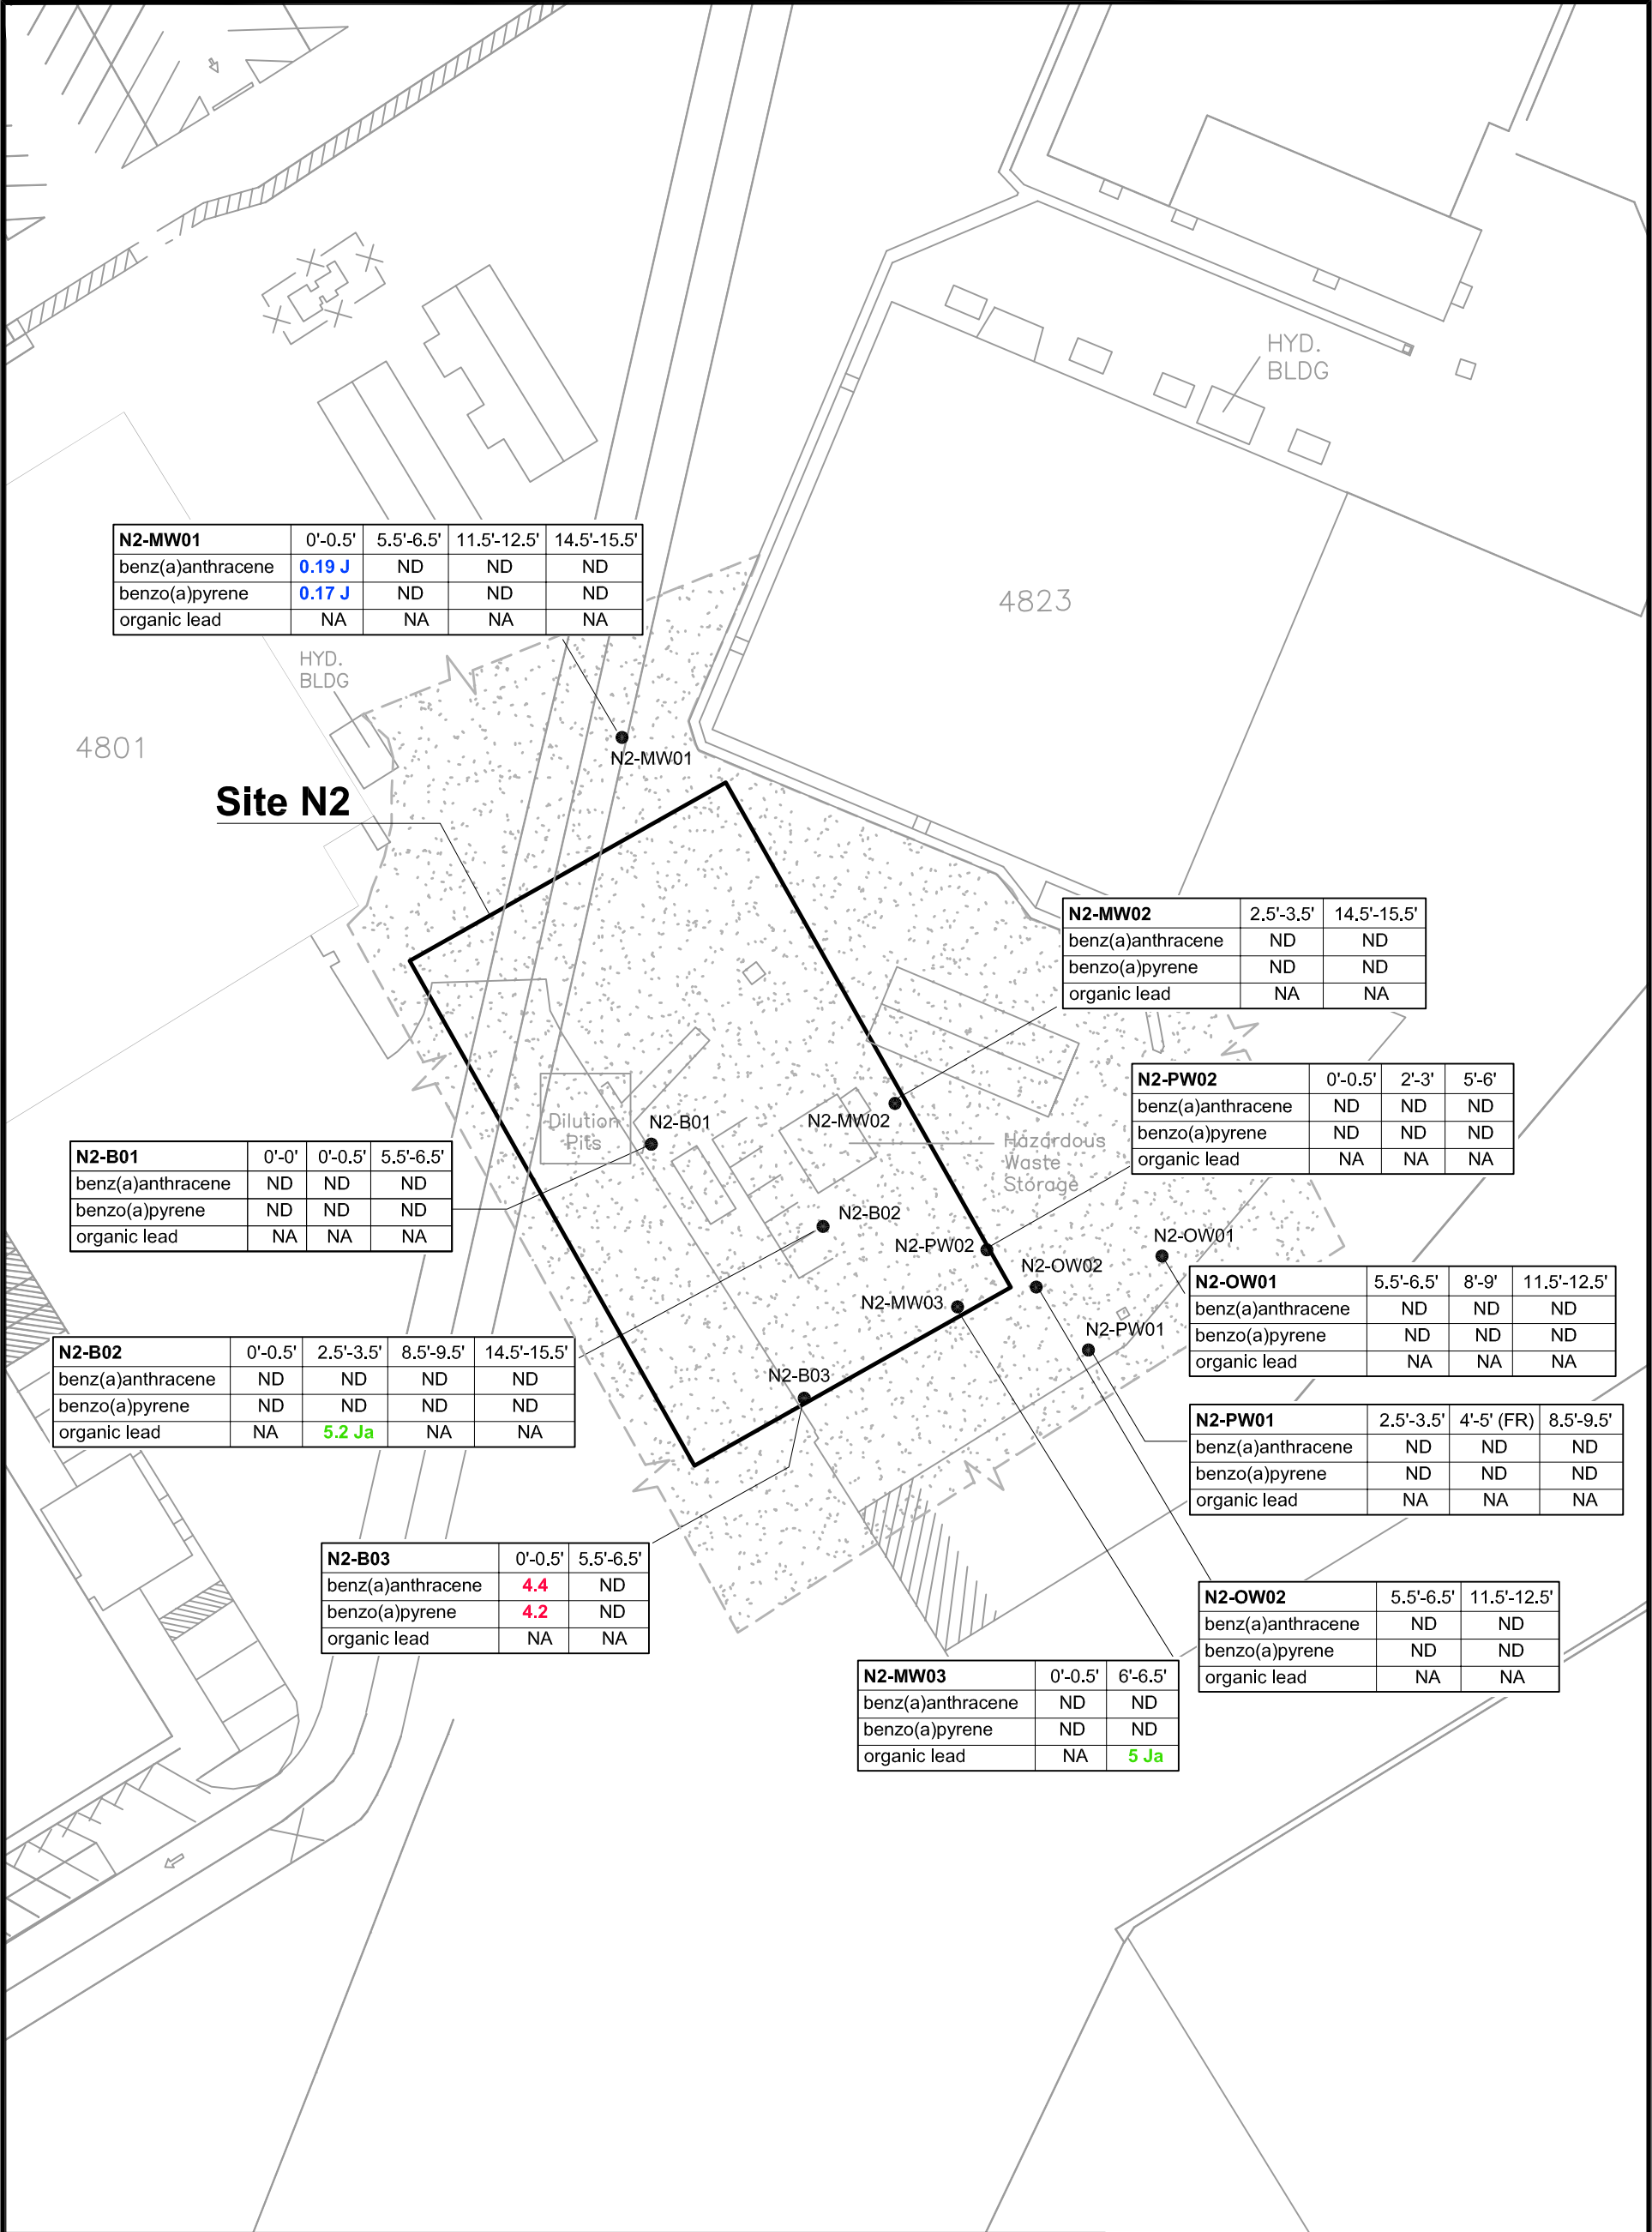 HYD.
BLDG
N2-MW01 0'-0.5' 5.5'-6.5' 11.5'-12.5' 14.5'-15.5'
benz(a)anthracene 0.19 J ND ND ND
benzo(a)pyrene 0.17 J ND ND ND
organic lead NA NA NA NA
4823
HYD.
BLDG
4801
N2-MW01
Site N2
N2-MW02 2.5'-3.5' 14.5'-15.5'
benz(a)anthracene ND ND
benzo(a)pyrene ND ND
organic lead NA NA
N2-PW02 0'-0.5' 2'-3' 5'-6'
benz(a)anthracene ND ND ND
benzo(a)pyrene ND ND ND
organic lead NA NA NA
Dilution
Pits
N2-B01
N2-MW02
Hazardous
Waste
Storage
N2-B01 0'-0' 0'-0.5' 5.5'-6.5'
benz(a)anthracene ND ND ND
benzo(a)pyrene ND ND ND
organic lead NA NA NA
N2-B02
N2-PW02
N2-OW01
N2-OW02
N2-MW03
N2-PW01
N2-OW01 5.5'-6.5' 8'-9' 11.5'-12.5'
benz(a)anthracene ND ND ND
benzo(a)pyrene ND ND ND
organic lead NA NA NA
N2-B02 0'-0.5' 2.5'-3.5' 8.5'-9.5' 14.5'-15.5'
benz(a)anthracene ND ND ND ND
benzo(a)pyrene ND ND ND ND
organic lead NA 5.2 Ja NA NA
N2-B03
N2-PW01 2.5'-3.5' 4'-5' (FR) 8.5'-9.5'
benz(a)anthracene ND ND ND
benzo(a)pyrene ND ND ND
organic lead NA NA NA
N2-B03 0'-0.5' 5.5'-6.5'
benz(a)anthracene 4.4 ND
benzo(a)pyrene 4.2 ND
organic lead NA NA
N2-OW02 5.5'-6.5' 11.5'-12.5'
benz(a)anthracene ND ND
benzo(a)pyrene ND ND
organic lead NA NA
N2-MW03 0'-0.5' 6'-6.5'
benz(a)anthracene ND ND
benzo(a)pyrene ND ND
organic lead NA 5 Ja